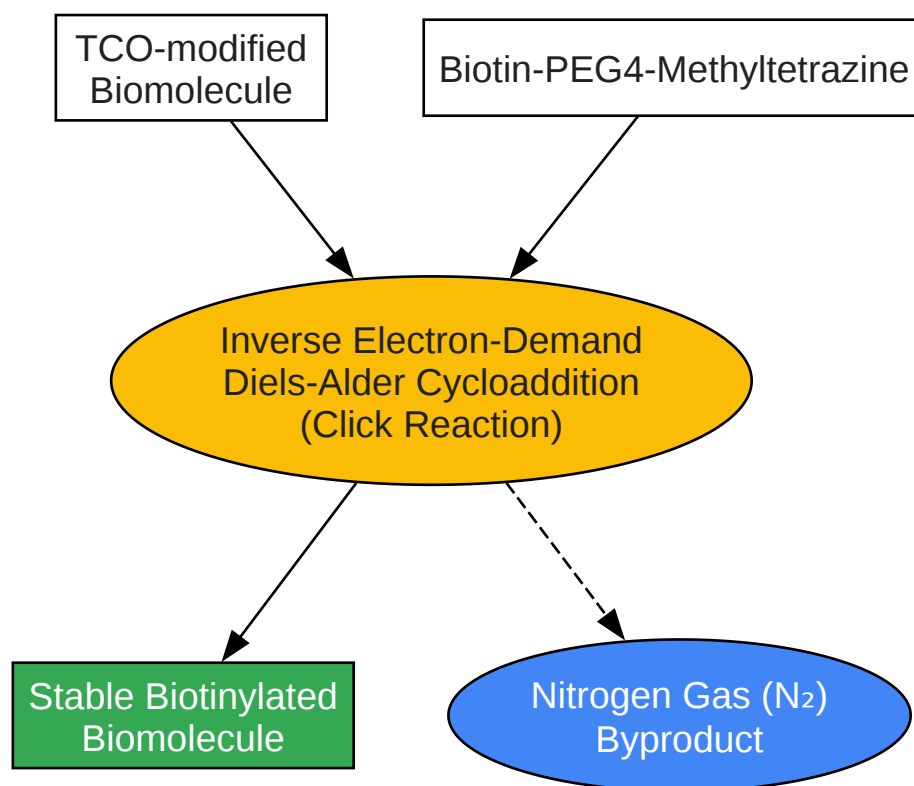 TCO-modified
Biomolecule
Biotin-PEG4-Methyltetrazine
Inverse Electron-Demand
Diels-Alder Cycloaddition
(Click Reaction)
Stable Biotinylated
Biomolecule
Nitrogen Gas (N₂)
Byproduct